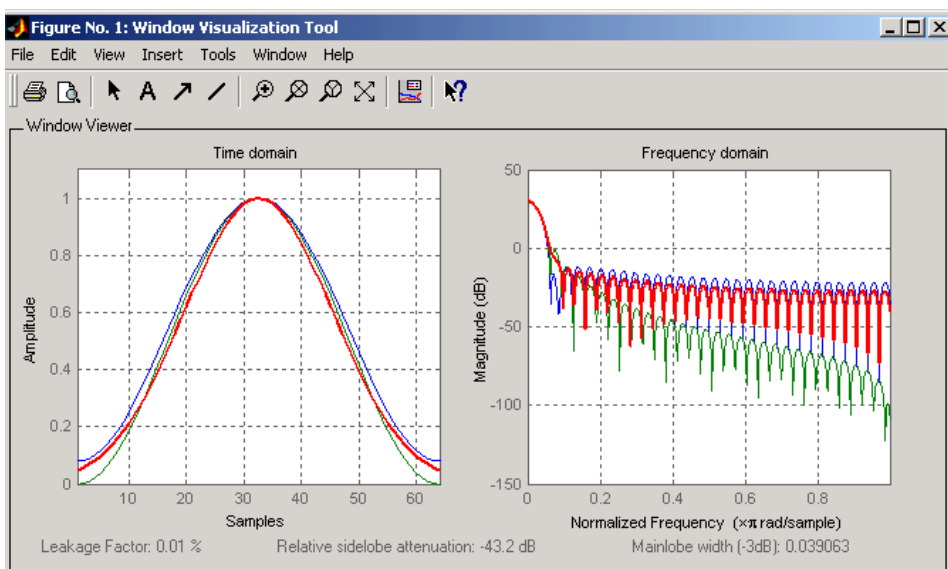 Figure No. 1: Window Visualization Tool
File Edit View Insert Tools Window Help
A
Window Viewer
Time domain
1
0.8
0.6
0.4
0.2
0
10 20 30 40 50 60
Amplitude
Samples
Frequency domain
50
0
-50
-100
-150
0 0.2 0.4 0.6 0.8
Magnitude (dB)
Normalized Frequency (×π rad/sample)
Leakage Factor: 0.01 % Relative sidelobe attenuation: -43.2 dB Mainlobe width (-3dB): 0.039063